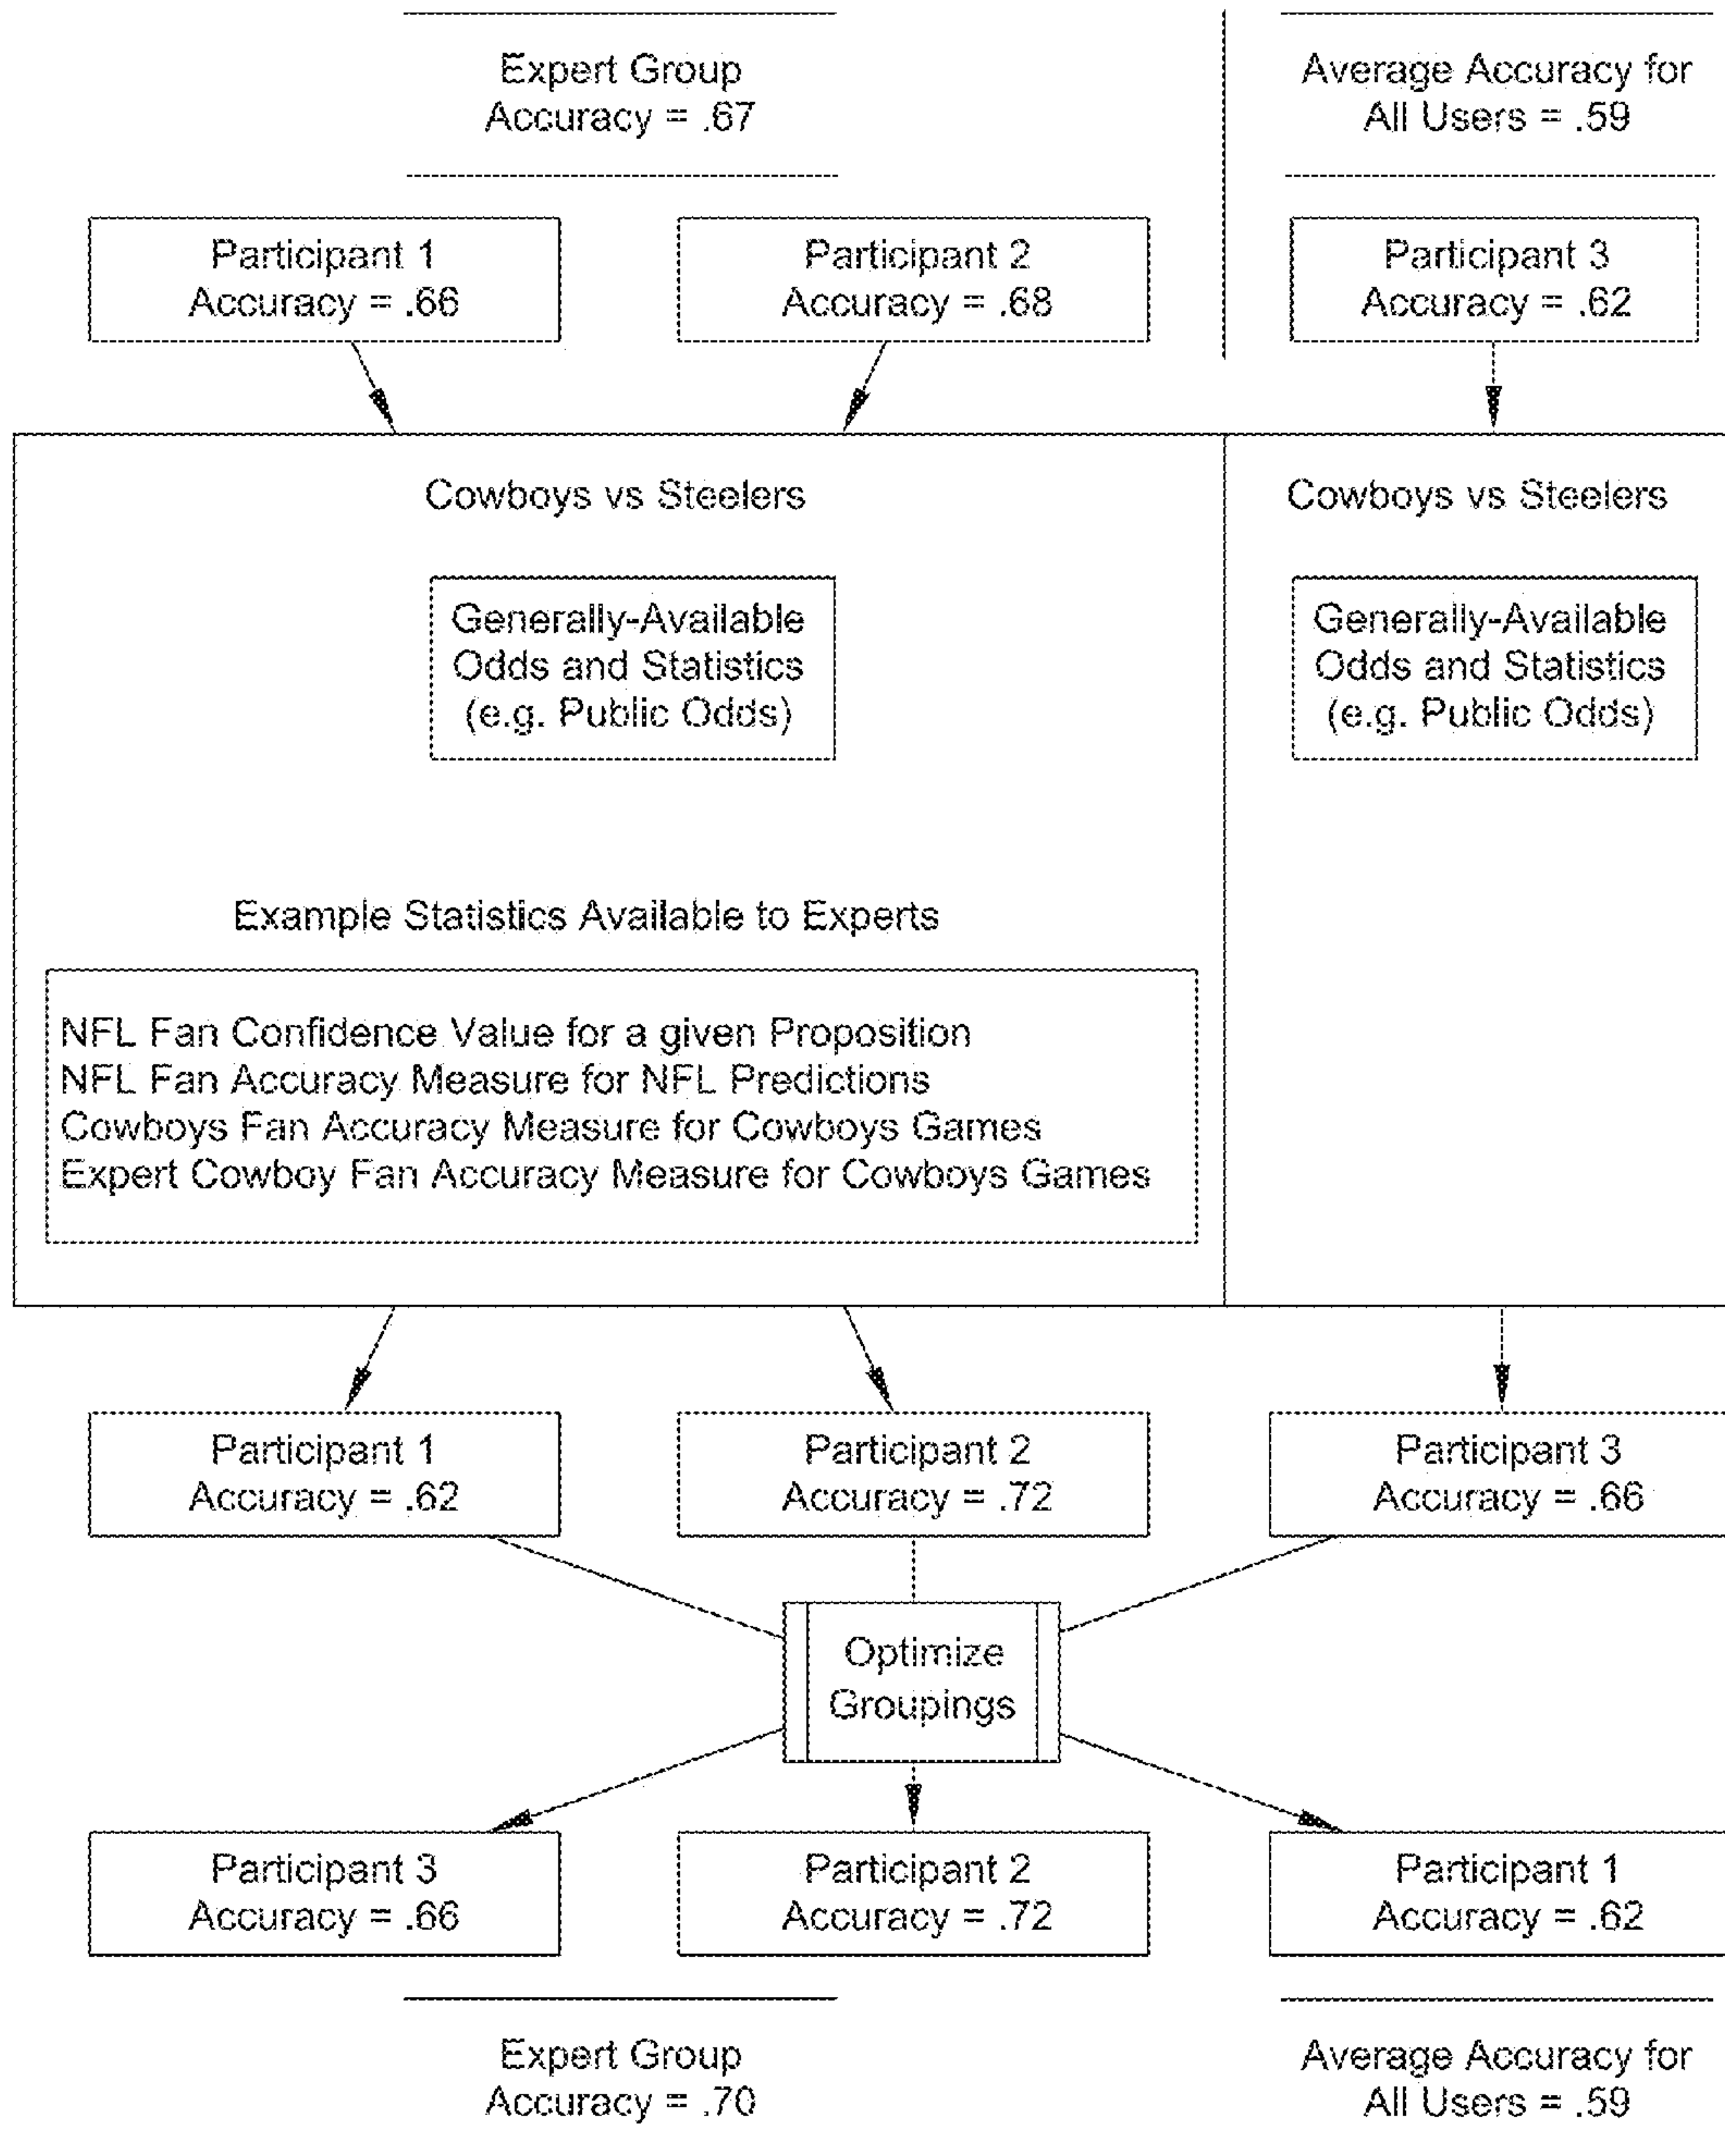 Expert Group
Accuracy = .67
Average Accuracy for
All Users = .59
Participant 1
Accuracy = .66
Participant 2
Accuracy = .68
Participant 3
Accuracy = .62
Cowboys vs Steelers
Cowboys vs Steelers
Generally-Available
Odds and Statistics
(e.g. Public Odds)
Generally-Available
Odds and Statistics
(e.g. Public Odds)
Example Statistics Available to Experts
NFL Fan Confidence Value for a given Proposition
NFL Fan Accuracy Measure for NFL Predictions
Cowboys Fan Accuracy Measure for Cowboys Games
Expert Cowboy Fan Accuracy Measure for Cowboys Games
Participant 1
Accuracy = .62
Participant 2
Accuracy = .72
Participant 3
Accuracy = .66
Optimize
Groupings
Participant 3
Accuracy = .66
Participant 2
Accuracy = .72
Participant 1
Accuracy = .62
Expert Group
Accuracy = .70
Average Accuracy for
All Users = .59